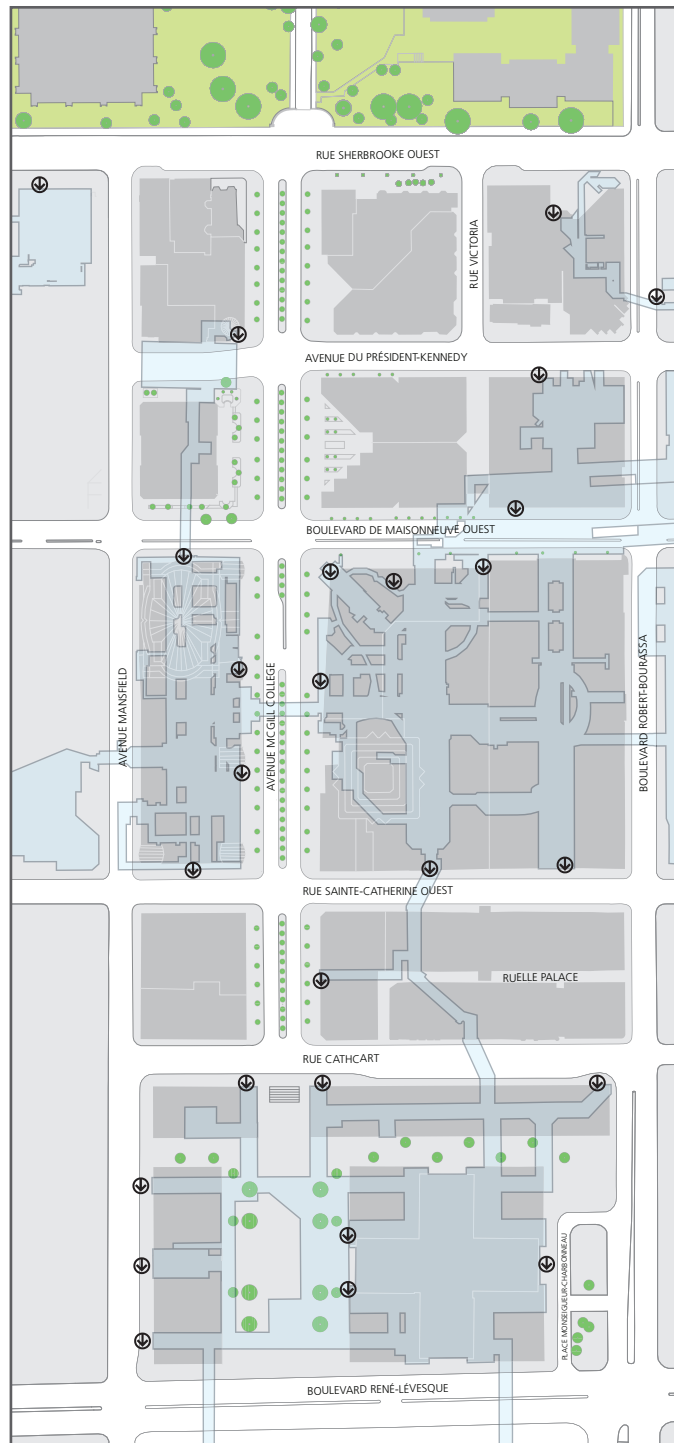 RUE SHERBROOKE OUEST
RUE VICTORIA
AVENUE DU PRÉSIDENT-KENNEDY
BOULEVARD DE MAISONNEUVE OUEST
AVENUE MANSFIELD
AVENUE MCGILL COLLEGE
BOULEVARD ROBERT-BOURASSA
RUE SAINTE-CATHERINE OUEST
RUELLE PALACE
RUE CATHCART
PLACE MONSEIGUEUR-CHARBONNEAU
BOULEVARD RENÉ-LÉVESQUE